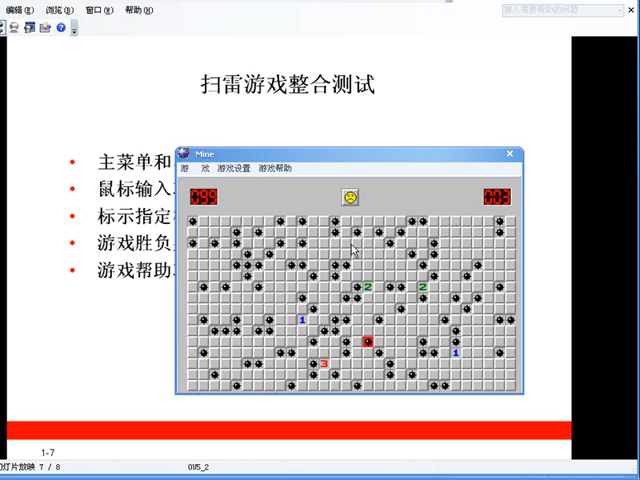 编辑(E) 浏览(B) 窗口(W) 帮助(H)
键入需要帮助的问题
扫雷游戏整合测试
主菜单和
鼠标输入
标示指定
游戏胜负
游戏帮助
Mine
游 戏 游戏设置 游戏帮助
099
2 2
1
1
3
1-7
幻灯片放映 7 / 8 OV5_2